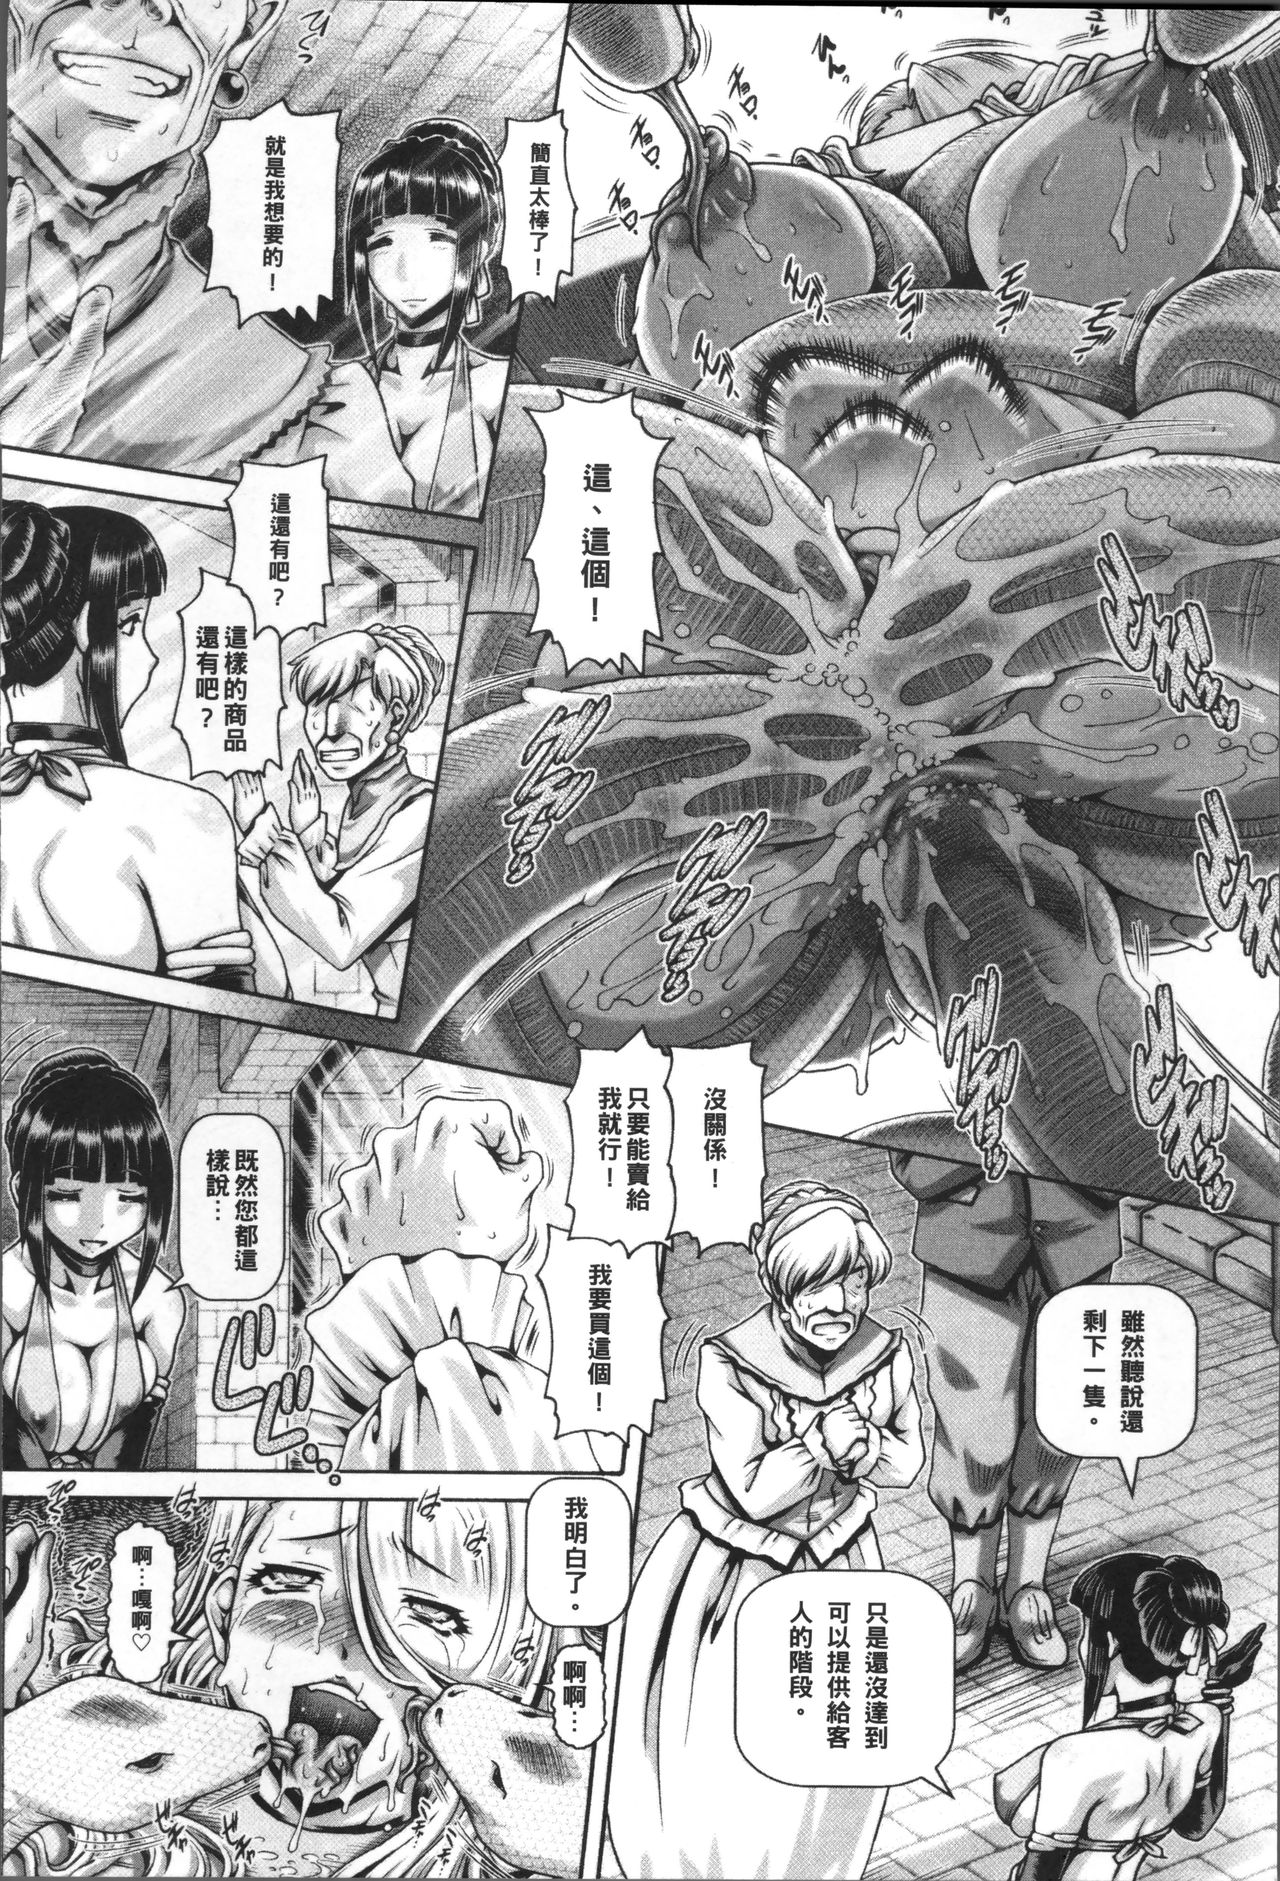 這、這個！
簡直太棒了！
就是我想要的！
這還有吧？
這樣的商品
還有吧？
雖然聽說還
剩下一隻。
只是還沒達到
可以提供給客
人的階段。
沒關係！
只要能賣給
我就行！
我要買這個！
既然您都這
樣說…
我明白了。
啊啊…
啊…嘎啊♡